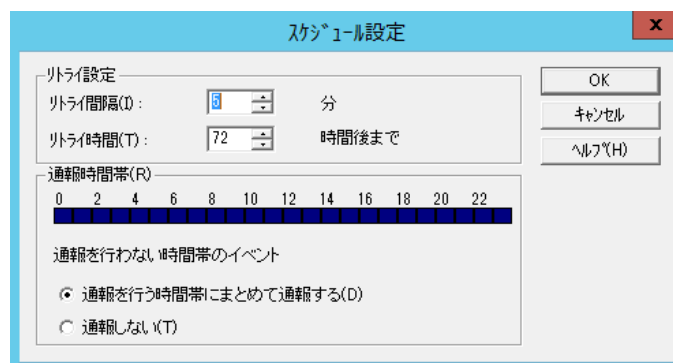 ｽｹｼﾞｭｰﾙ設定
x
ﾘﾄﾗｲ設定
ﾘﾄﾗｲ間隔(I) : 5 分
ﾘﾄﾗｲ時間(T) : 72 時間後まで
OK
ｷｬﾝｾﾙ
ﾍﾙﾌﾟ(H)
通報時間帯(R)
0 2 4 6 8 10 12 14 16 18 20 22
通報を行わない時間帯のイベント
通報を行う時間帯にまとめて通報する(D)
通報しない(T)